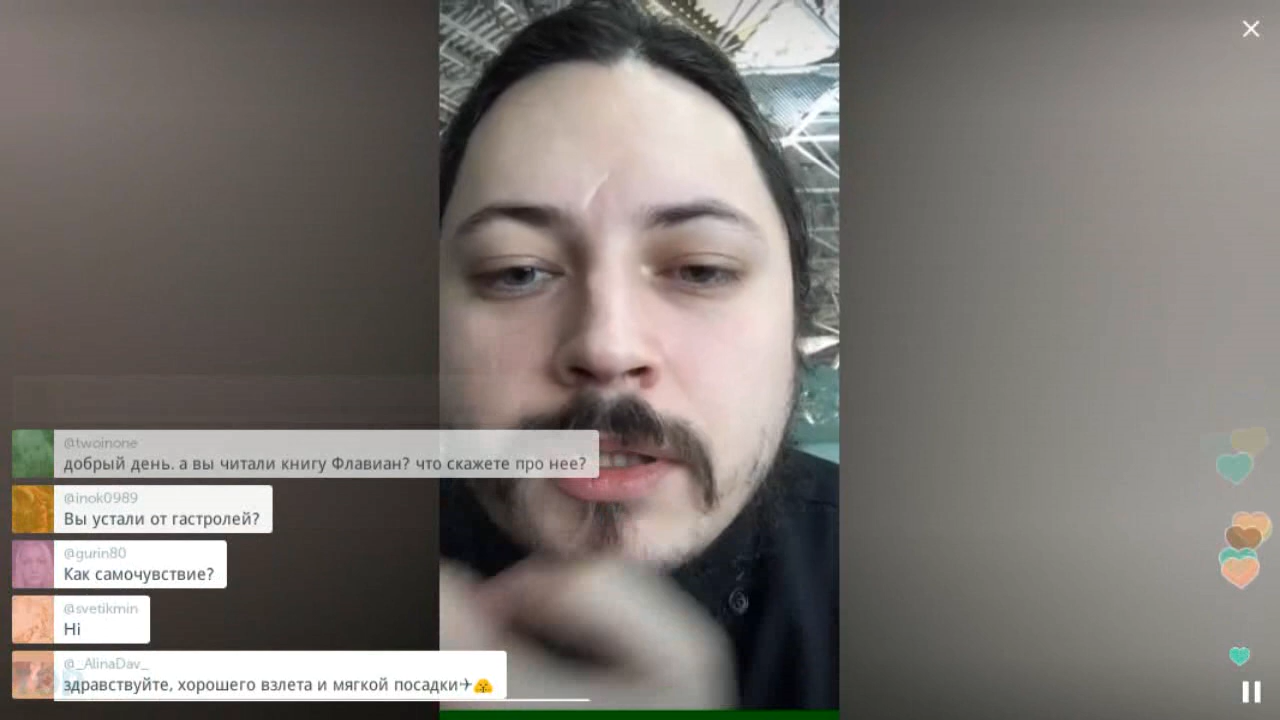 @twoinone
добрый день. а вы читали книгу Флавиан? что скажете про нее?
@inok0989
Вы устали от гастролей?
@gurin80
Как самочувствие?
@svetikmin
Hi
@_AlinaDav_
здравствуйте, хорошего взлета и мягкой посадки✈🤗